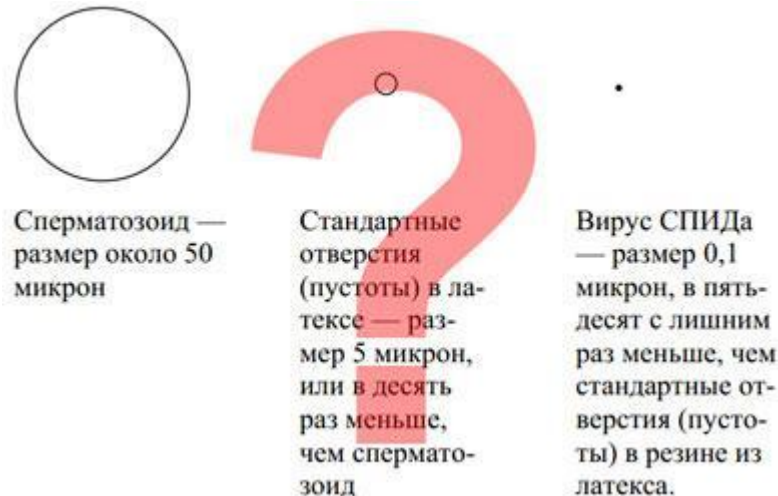 Сперматозоид —
размер около 50
микрон
Стандартные
отверстия
(пустоты) в ла-
тексе — раз-
мер 5 микрон,
или в десять
раз меньше,
чем спермато-
зоид
Вирус СПИДа
— размер 0,1
микрон, в пять-
десят с лишним
раз меньше, чем
стандартные от-
верстия (пусто-
ты) в резине из
латекса.
?